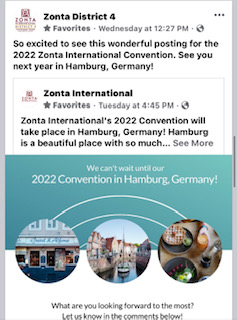 Zonta District 4
★ Favorites · Wednesday at 12:27 PM ·
So excited to see this wonderful posting for the
2022 Zonta International Convention. See you
next year in Hamburg, Germany!
Zonta International
★ Favorites · Tuesday at 4:45 PM ·
Zonta International's 2022 Convention will
take place in Hamburg, Germany! Hamburg
is a beautiful place with so much... See More
We can't wait until our
2022 Convention in Hamburg, Germany!
What are you looking forward to the most?
Let us know in the comments below!